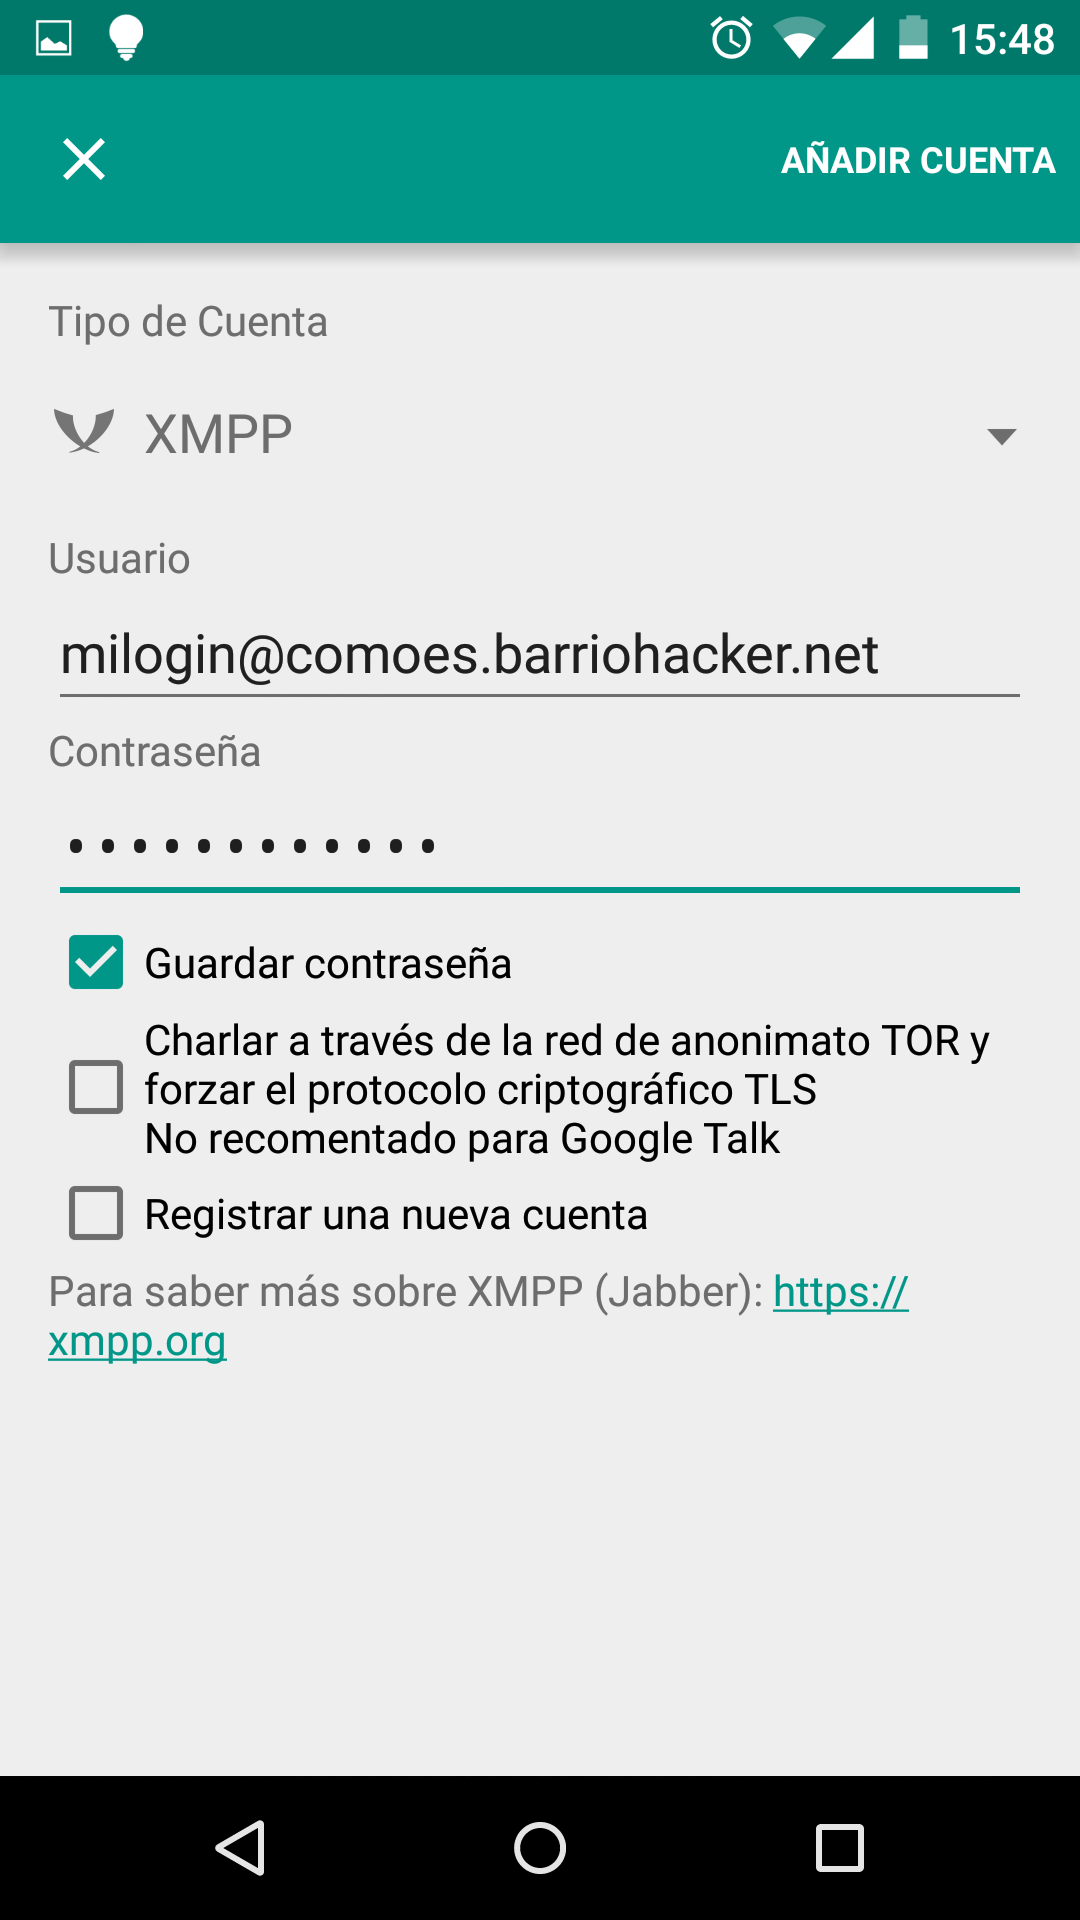 15:48
AÑADIR CUENTA
Tipo de Cuenta
XMPP
Usuario
milogin@comoes.barriohacker.net
Contraseña
••••••••••••
Guardar contraseña
Charlar a través de la red de anonimato TOR y
forzar el protocolo criptográfico TLS
No recomentado para Google Talk
Registrar una nueva cuenta
Para saber más sobre XMPP (Jabber): https://
xmpp.org